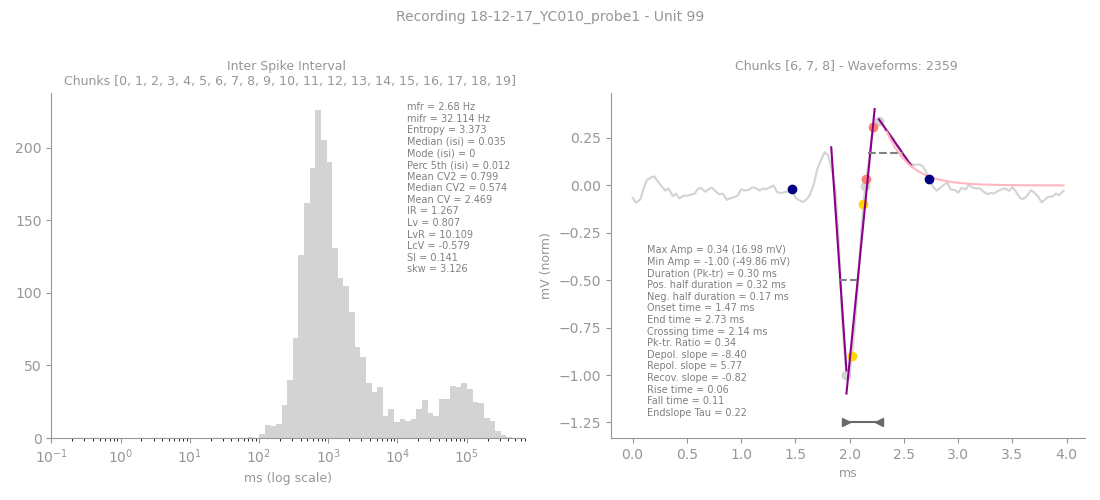 Recording 18-12-17_YC010_probe1 - Unit 99
Inter Spike Interval
Chunks [0, 1, 2, 3, 4, 5, 6, 7, 8, 9, 10, 11, 12, 13, 14, 15, 16, 17, 18, 19]
mfr = 2.68 Hz
mifr = 32.114 Hz
Entropy = 3.373
Median (isi) = 0.035
Mode (isi) = 0
Perc 5th (isi) = 0.012
Mean CV2 = 0.799
Median CV2 = 0.574
Mean CV = 2.469
IR = 1.267
Lv = 0.807
LvR = 10.109
LcV = -0.579
SI = 0.141
skw = 3.126
200
150
100
50
0
10⁻¹ 10⁰ 10¹ 10² 10³ 10⁴ 10⁵
ms (log scale)
Chunks [6, 7, 8] - Waveforms: 2359
mV (norm)
0.25
0.00
−0.25
−0.50
−0.75
−1.00
−1.25
Max Amp = 0.34 (16.98 mV)
Min Amp = -1.00 (-49.86 mV)
Duration (Pk-tr) = 0.30 ms
Pos. half duration = 0.32 ms
Neg. half duration = 0.17 ms
Onset time = 1.47 ms
End time = 2.73 ms
Crossing time = 2.14 ms
Pk-tr. Ratio = 0.34
Depol. slope = -8.40
Repol. slope = 5.77
Recov. slope = -0.82
Rise time = 0.06
Fall time = 0.11
Endslope Tau = 0.22
0.0 0.5 1.0 1.5 2.0 2.5 3.0 3.5 4.0
ms